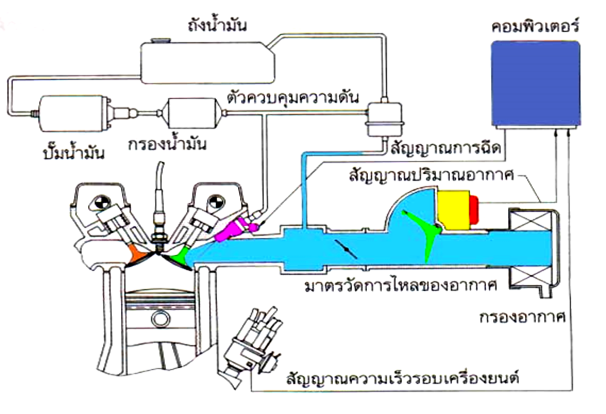 ถังน้ำมัน
คอมพิวเตอร์
ตัวควบคุมความดัน
ปั๊มน้ำมัน
กรองน้ำมัน
สัญญาณการฉีด
สัญญาณปริมาณอากาศ
มาตรวัดการไหลของอากาศ
กรองอากาศ
สัญญาณความเร็วรอบเครื่องยนต์